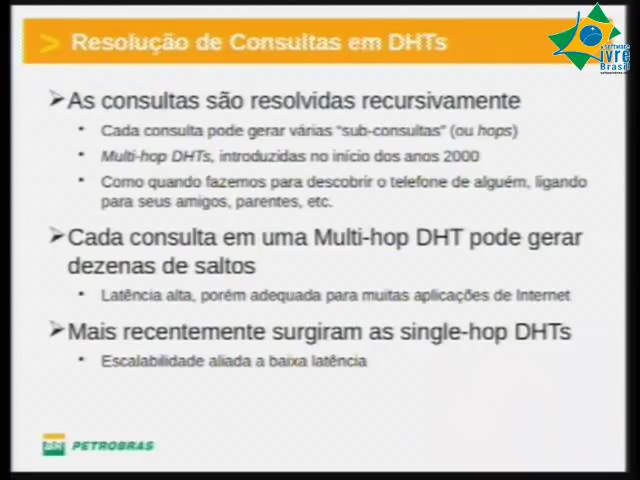 > Resolução de Consultas em DHTs
As consultas são resolvidas recursivamente
Cada consulta pode gerar várias “sub-consultas” (ou hops)
Multi-hop DHTs, introduzidas no início dos anos 2000
Como quando fazemos para descobrir o telefone de alguém, ligando
para seus amigos, parentes, etc.
Cada consulta em uma Multi-hop DHT pode gerar
dezenas de saltos
Latência alta, porém adequada para muitas aplicações de Internet
Mais recentemente surgiram as single-hop DHTs
Escalabilidade aliada a baixa latência
BR PETROBRAS
software
ivre
Brasil